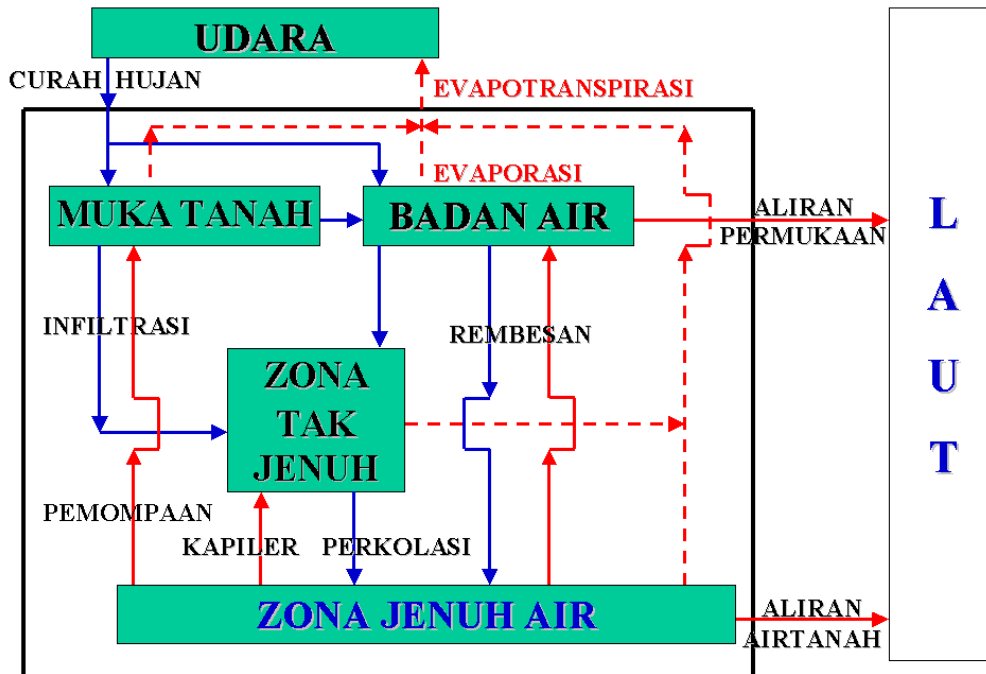 UDARA
CURAH HUJAN
EVAPOTRANSPIRASI
EVAPORASI
MUKA TANAH
BADAN AIR
ALIRAN
PERMUKAAN
L
A
U
T
INFILTRASI
REMBESAN
ZONA
TAK
JENUH
PEMOMPAAN
KAPILER
PERKOLASI
ZONA JENUH AIR
ALIRAN
AIRTANAH